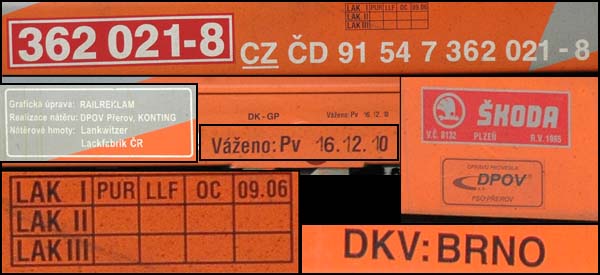 LAK I PUR LLF OC 09.06
LAK II
LAK III
362 021-8 CZ ČD 91 54 7 362 021 - 8
Grafická úprava: RAILREKLAM
Realizace nátěru: DPOV Přerov, KONTING
Nátěrové hmoty: Lankwitzer
Lackfabrik ČR
DK-GP Váženo: Pv 16.12.10
Váženo: Pv 16.12.10
ŠKODA
V.Č. 8132 PLZEŇ R.V. 1965
OPRAVU PROVEDLA
DPOV
PSO PŘEROV
LAK I PUR LLF OC 09.06
LAK II
LAK III
DKV: BRNO